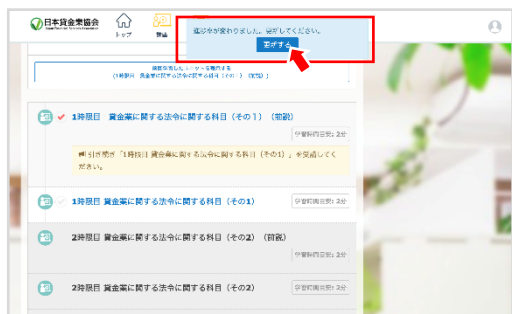 日本貸金業協会
トップ
進捗率が変わりました。更新してください。
更新する
1時限目 貸金業に関する法令に関する科目（その1）（前説）
学習時間目安: 2分
引き続き「1時限目 貸金業に関する法令に関する科目（その1）」を受講してください。
1時限目 貸金業に関する法令に関する科目（その1）
学習時間目安: 2分
2時限目 貸金業に関する法令に関する科目（その2）（前説）
学習時間目安: 2分
2時限目 貸金業に関する法令に関する科目（その2）
学習時間目安: 2分